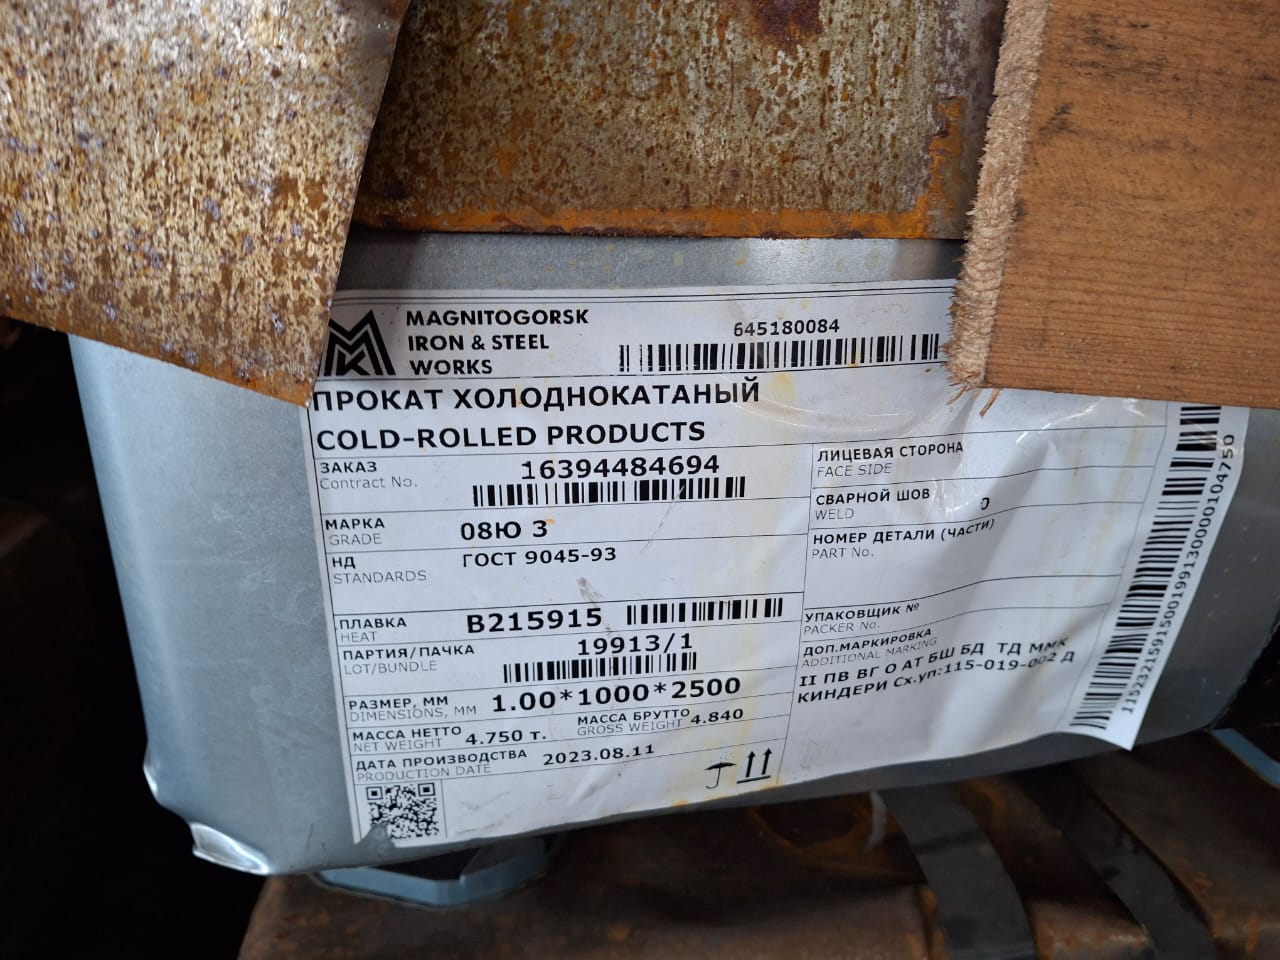 MAGNITOGORSK
IRON & STEEL
WORKS
645180084
ПРОКАТ ХОЛОДНОКАТАНЫЙ
COLD-ROLLED PRODUCTS
ЗАКАЗ
Contract No.
16394484694
МАРКА
GRADE
08Ю 3
НД
STANDARDS
ГОСТ 9045-93
ПЛАВКА
HEAT
В215915
ПАРТИЯ/ПАЧКА
LOT/BUNDLE
19913/1
РАЗМЕР, ММ
DIMENSIONS, MM
1.00*1000*2500
МАССА НЕТТО
NET WEIGHT
4.750 т.
МАССА БРУТТО
GROSS WEIGHT
4.840
ДАТА ПРОИЗВОДСТВА
PRODUCTION DATE
2023.08.11
ЛИЦЕВАЯ СТОРОНА
FACE SIDE
СВАРНОЙ ШОВ
WELD
0
НОМЕР ДЕТАЛИ (ЧАСТИ)
PART No.
УПАКОВЩИК №
PACKER No.
ДОП.МАРКИРОВКА
ADDITIONAL MARKING
II ПВ ВГ О АТ БШ БД ТД ММК
КИНДЕРИ Сх.уп:115-019-002 Д
1152321591500199130000104750